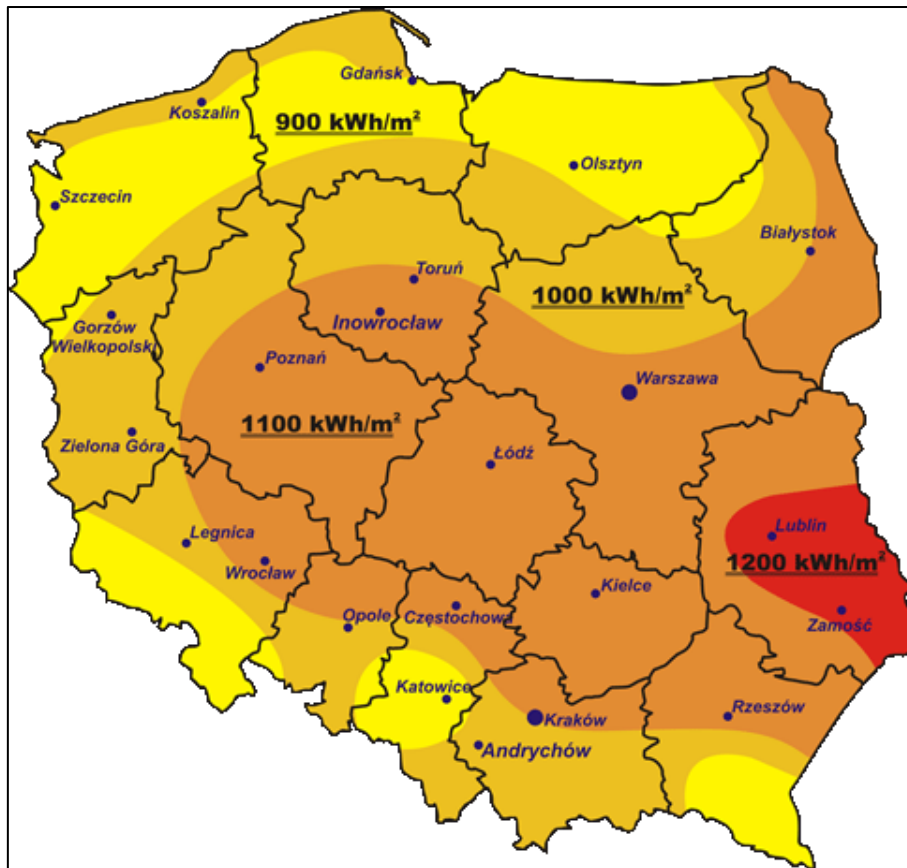 Gdańsk
Koszalin
900 kWh/m²
Olsztyn
Szczecin
Białystok
Toruń
1000 kWh/m²
Inowrocław
Gorzów
Wielkopolsk
Poznań
Warszawa
1100 kWh/m²
Zielona Góra
Łódź
Legnica
Lublin
1200 kWh/m²
Wrocław
Kielce
Opole
Częstochowa
Zamość
Katowice
Rzeszów
Kraków
Andrychów